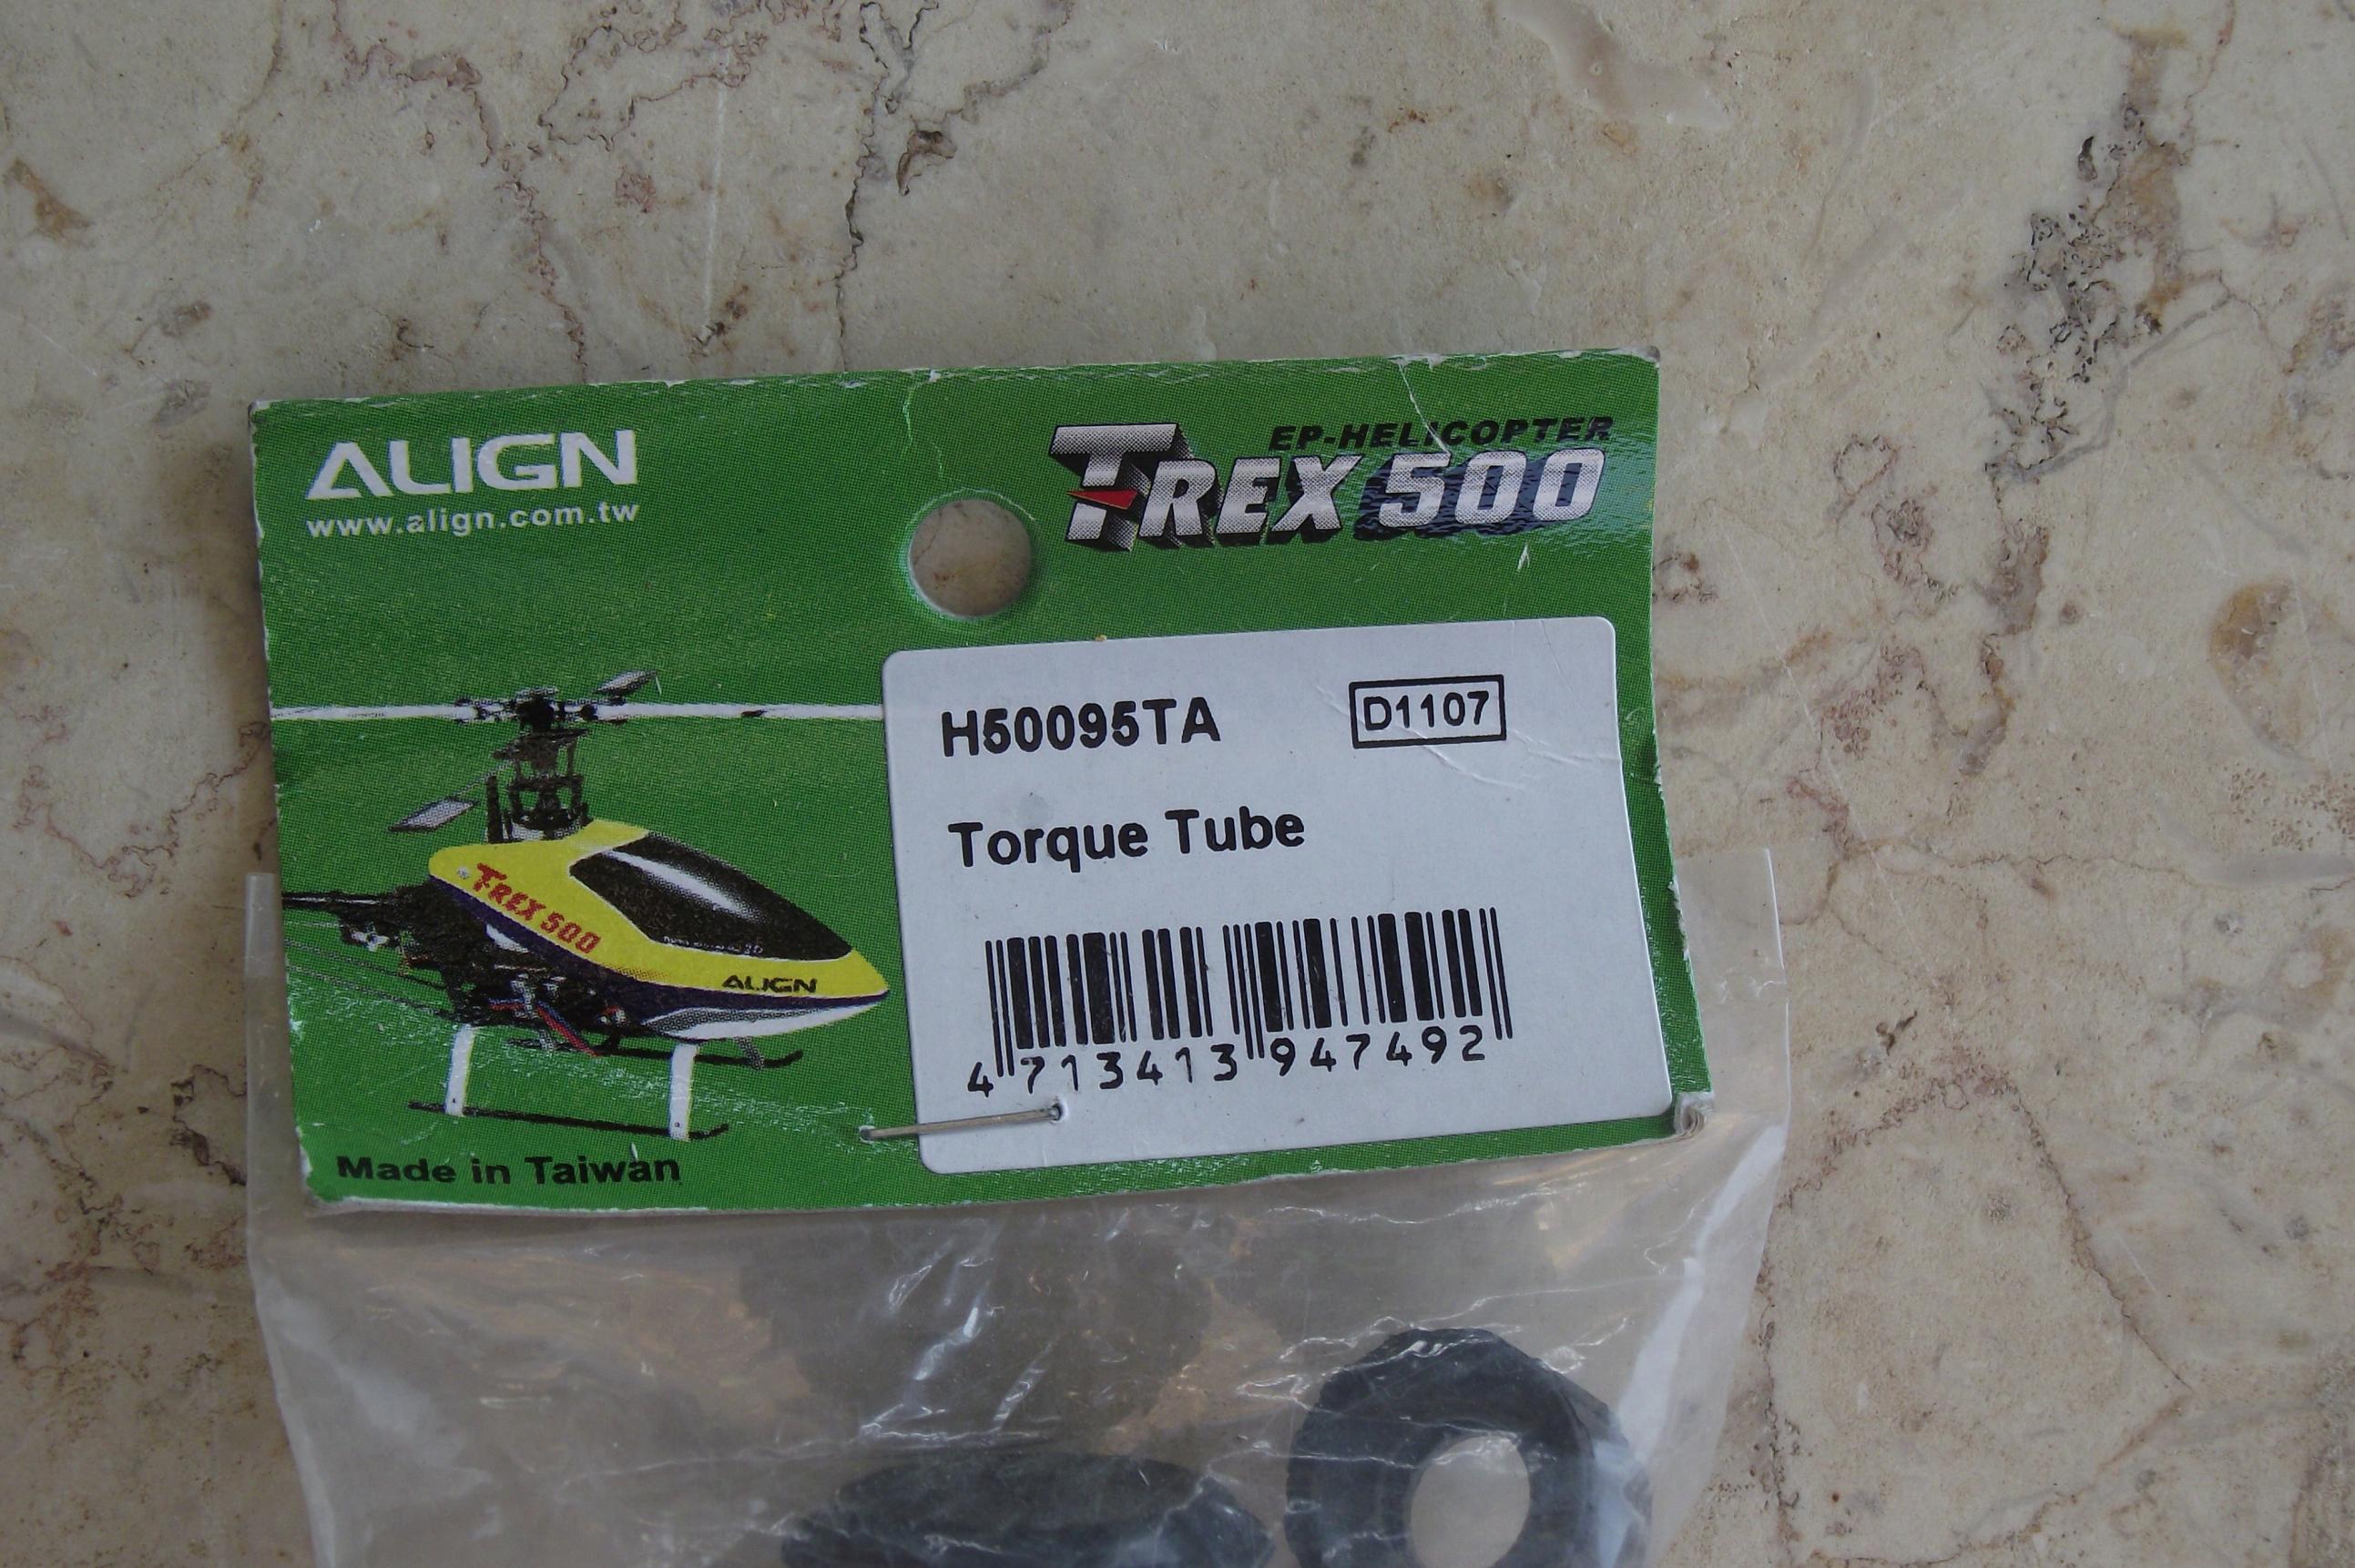 ALIGN
www.align.com.tw
EP-HELICOPTER
T-REX 500
H50095TA
D1107
Torque Tube
4 713413 947492
T-REX 500
ALIGN
Made in Taiwan